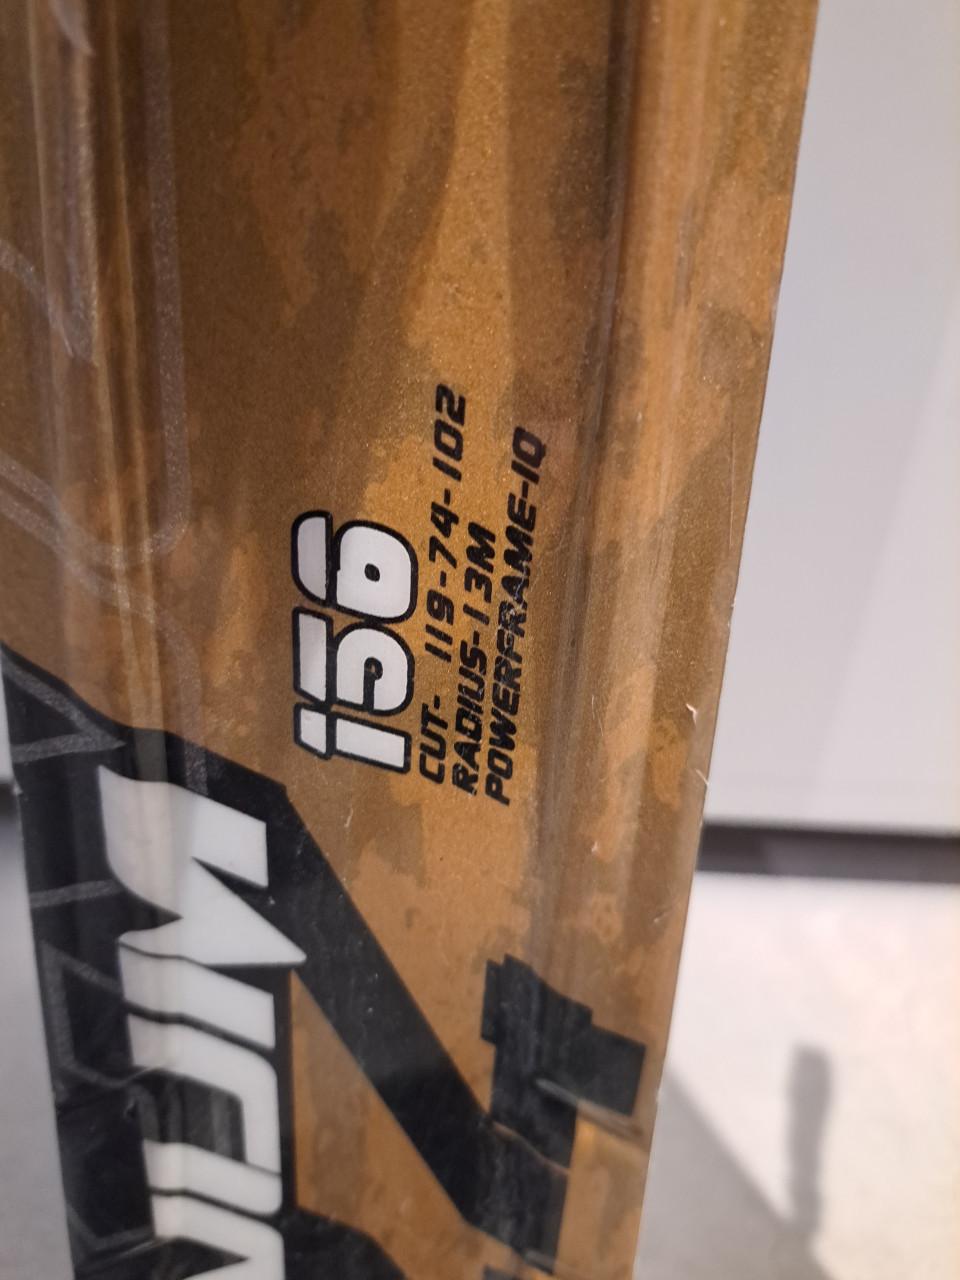 156
CUT- 119-74-102
RADIUS-13M
POWERFRAME-IQ